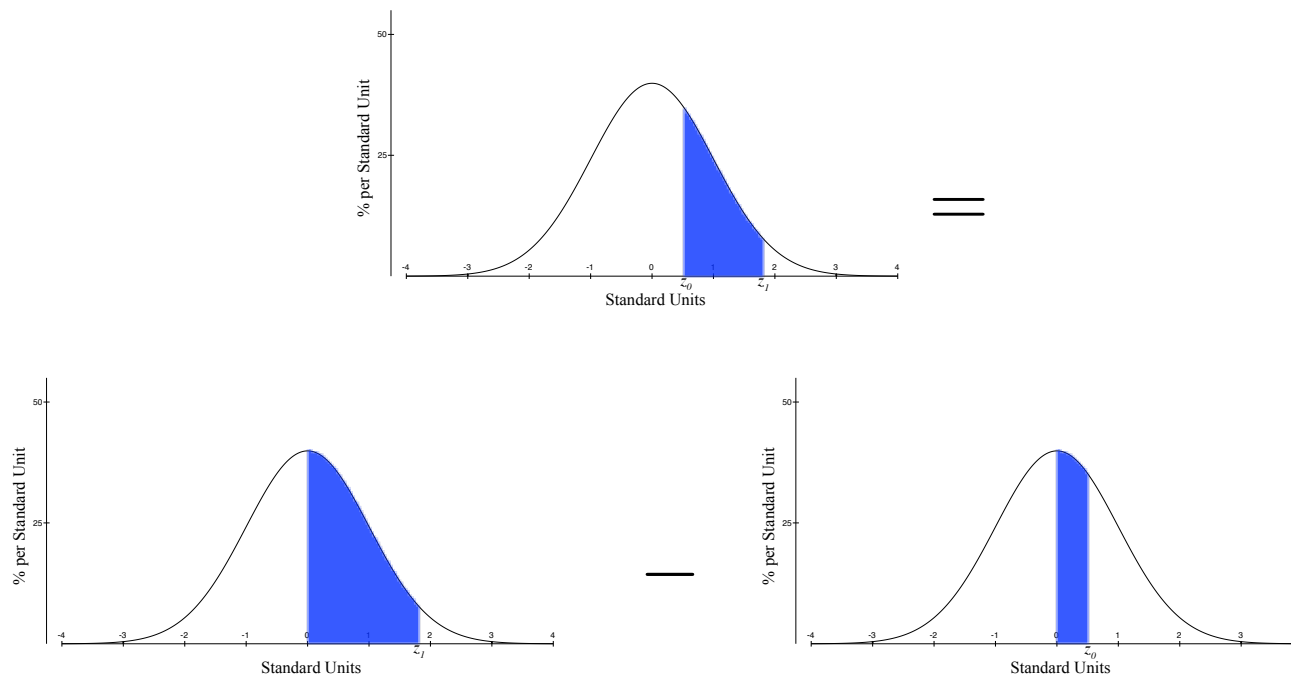 50
% per Standard Unit
25
-4 -3 -2 -1 0 1 2 3 4
z0 z1
Standard Units
=
50
% per Standard Unit
25
-4 -3 -2 -1 0 1 2 3 4
z1
Standard Units
—
50
% per Standard Unit
25
-4 -3 -2 -1 0 1 2 3
z0
Standard Units